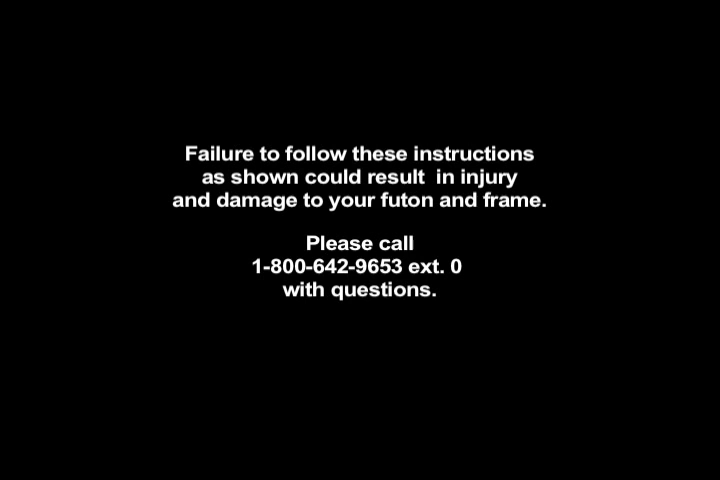 Failure to follow these instructions
as shown could result  in injury
and damage to your futon and frame.
Please call
1-800-642-9653 ext. 0
with questions.